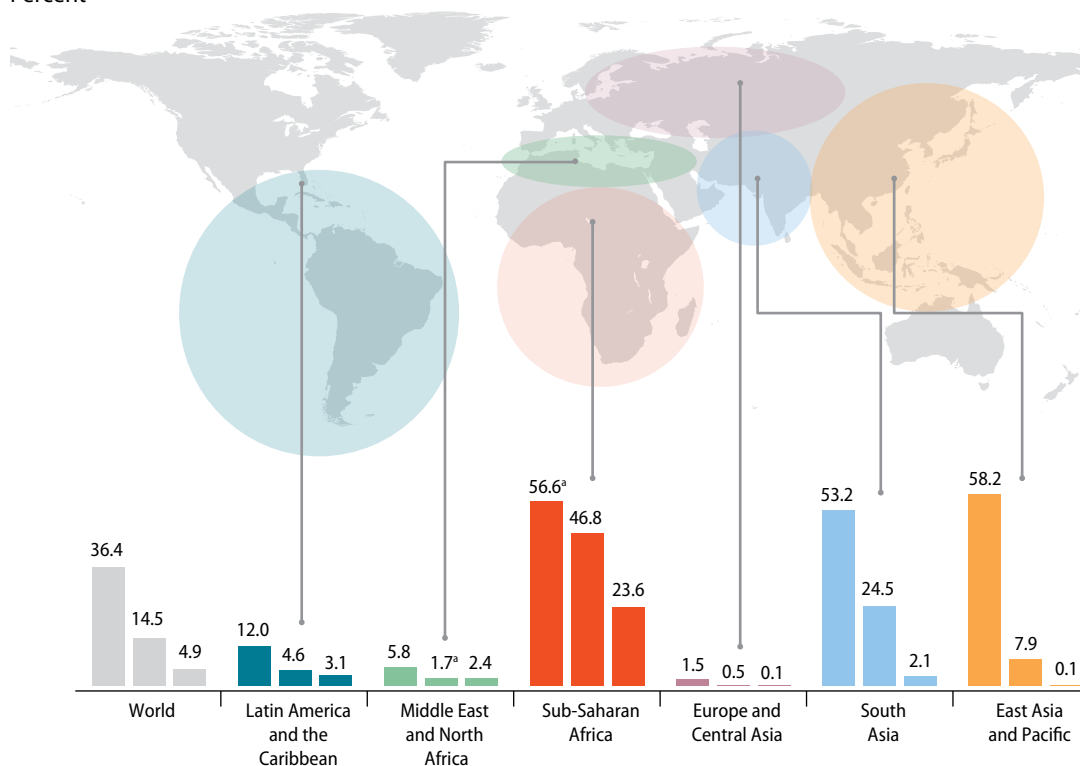 Percent
36.4
14.5
4.9
12.0
4.6
3.1
5.8
1.7a
2.4
56.6a
46.8
23.6
1.5
0.5
0.1
53.2
24.5
2.1
58.2
7.9
0.1
World
Latin America
and the
Caribbean
Middle East
and North
Africa
Sub-Saharan
Africa
Europe and
Central Asia
South
Asia
East Asia
and Pacific